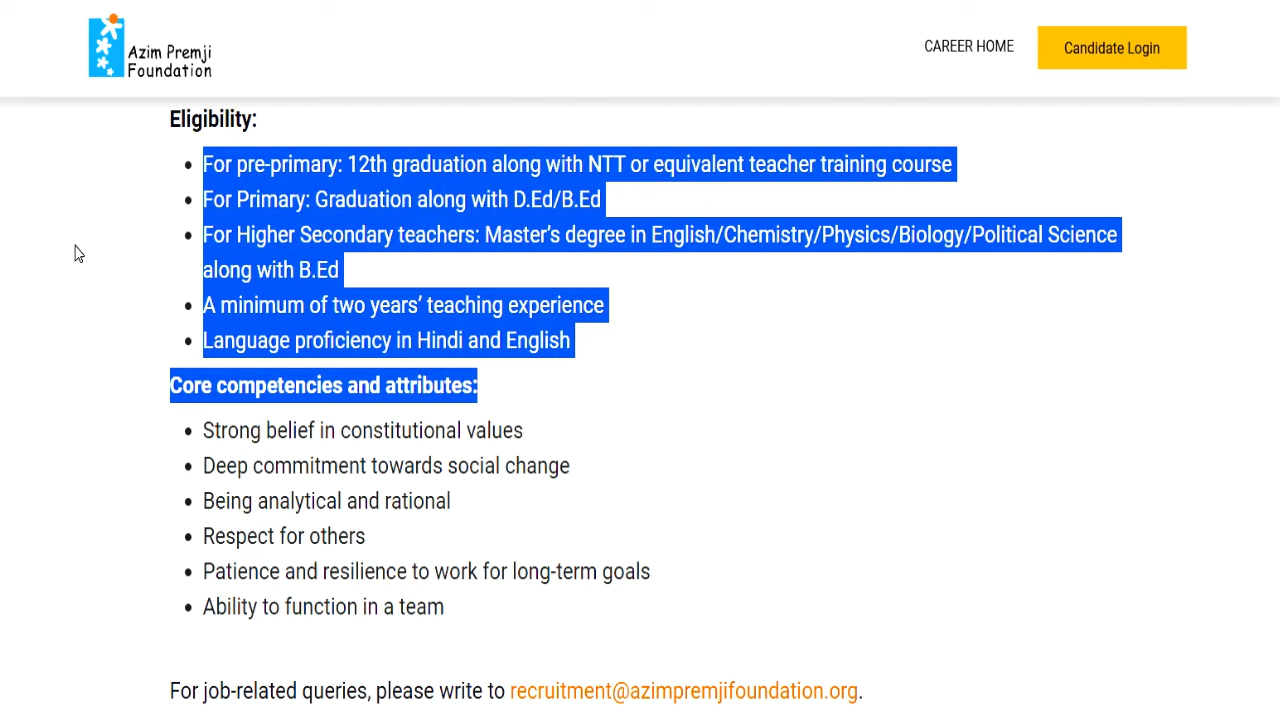 Azim Premji
Foundation
CAREER HOME
Candidate Login
Eligibility:
For pre-primary: 12th graduation along with NTT or equivalent teacher training course
For Primary: Graduation along with D.Ed/B.Ed
For Higher Secondary teachers: Master’s degree in English/Chemistry/Physics/Biology/Political Science
along with B.Ed
A minimum of two years’ teaching experience
Language proficiency in Hindi and English
Core competencies and attributes:
Strong belief in constitutional values
Deep commitment towards social change
Being analytical and rational
Respect for others
Patience and resilience to work for long-term goals
Ability to function in a team
For job-related queries, please write to recruitment@azimpremjifoundation.org.